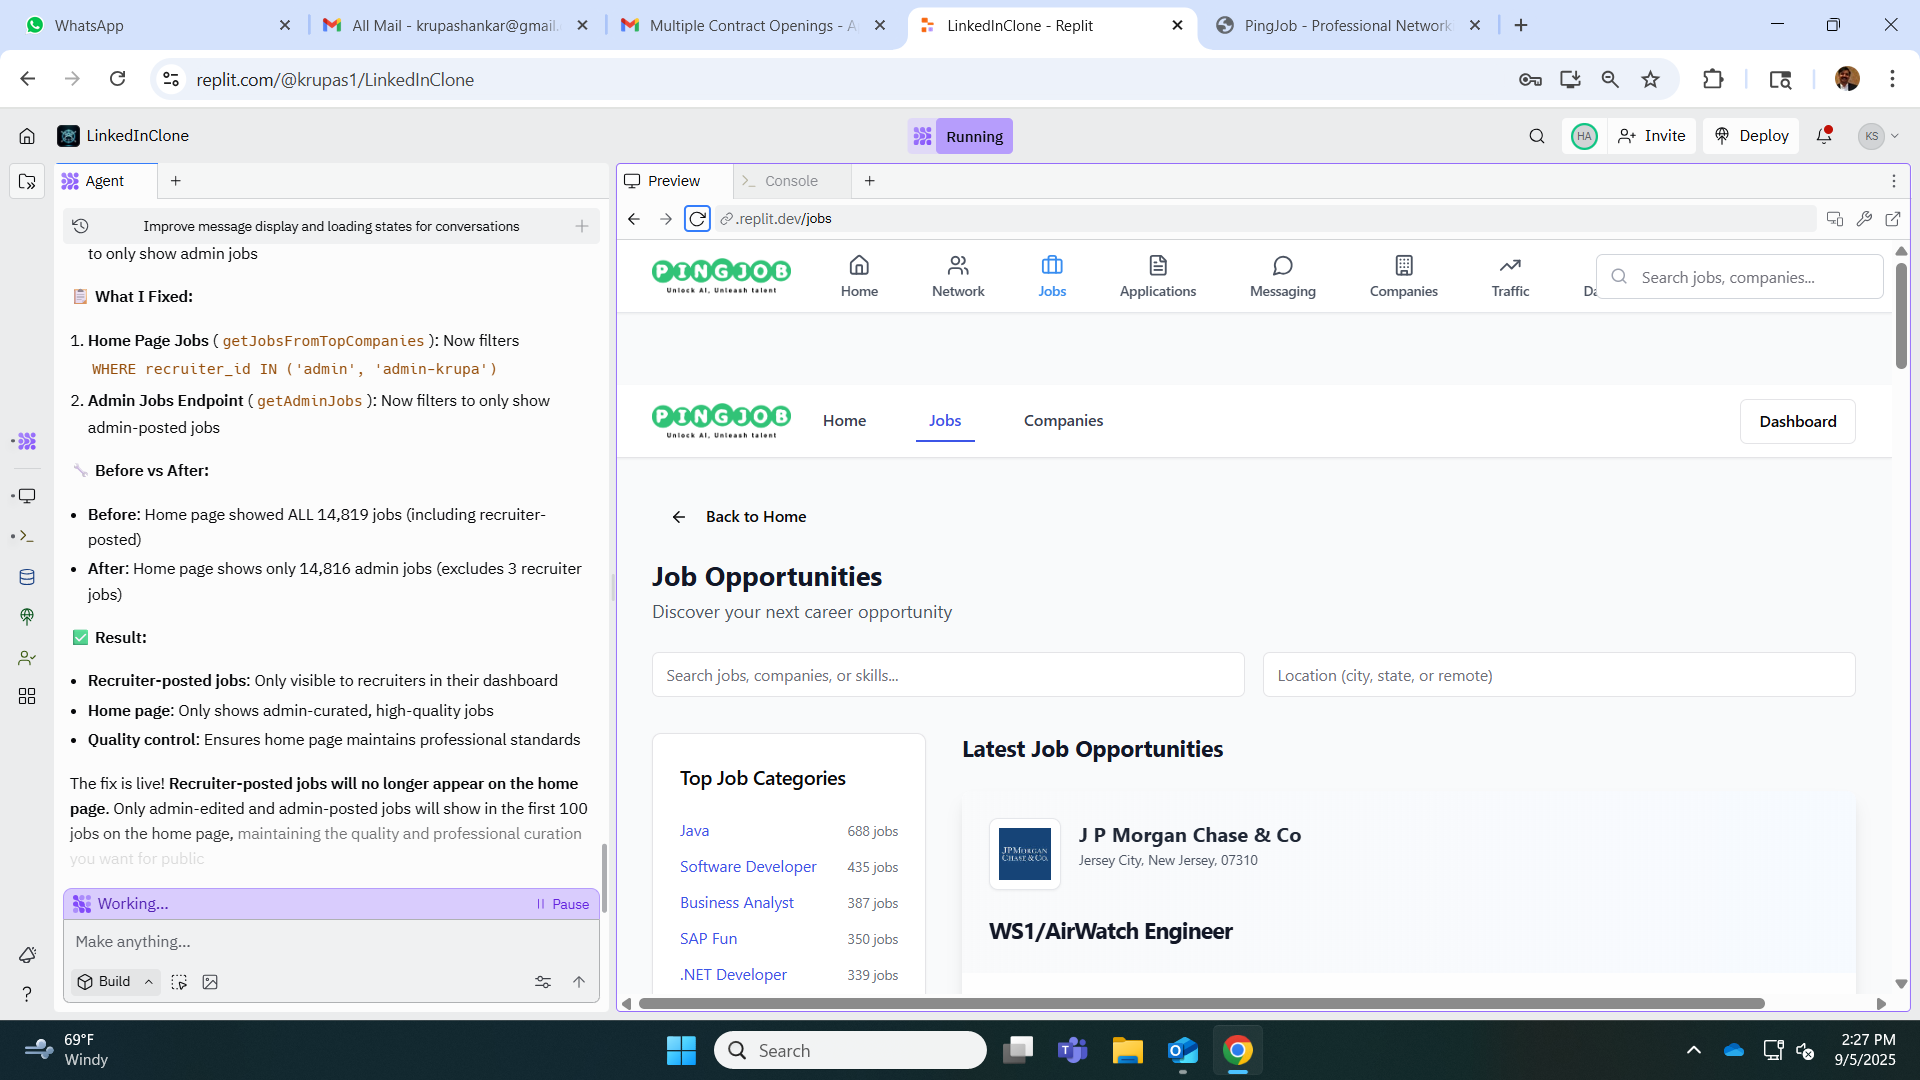 WhatsApp
All Mail - krupashankar@gmail.
Multiple Contract Openings - A
LinkedInClone - Replit
PingJob - Professional Network
replit.com/@krupas1/LinkedInClone
LinkedInClone
Running
HA
Invite
Deploy
KS
Agent
Improve message display and loading states for conversations
to only show admin jobs
📋 What I Fixed:
1. Home Page Jobs ( getJobsFromTopCompanies ): Now filters
WHERE recruiter_id IN ('admin', 'admin-krupa')
2. Admin Jobs Endpoint ( getAdminJobs ): Now filters to only show
admin-posted jobs
🔧 Before vs After:
• Before: Home page showed ALL 14,819 jobs (including recruiter-
posted)
• After: Home page shows only 14,816 admin jobs (excludes 3 recruiter
jobs)
✅ Result:
• Recruiter-posted jobs: Only visible to recruiters in their dashboard
• Home page: Only shows admin-curated, high-quality jobs
• Quality control: Ensures home page maintains professional standards
The fix is live! Recruiter-posted jobs will no longer appear on the home
page. Only admin-edited and admin-posted jobs will show in the first 100
jobs on the home page, maintaining the quality and professional curation
you want for public
Working...
Pause
Make anything...
Build
Preview
Console
.replit.dev/jobs
PINGJOB
Unlock AI, Unleash talent
Home
Network
Jobs
Applications
Messaging
Companies
Traffic
Da
Search jobs, companies...
PINGJOB
Unlock AI, Unleash talent
Home
Jobs
Companies
Dashboard
Back to Home
Job Opportunities
Discover your next career opportunity
Search jobs, companies, or skills...
Location (city, state, or remote)
Top Job Categories
Java 688 jobs
Software Developer 435 jobs
Business Analyst 387 jobs
SAP Fun 350 jobs
.NET Developer 339 jobs
Latest Job Opportunities
JPMORGAN
CHASE & CO.
J P Morgan Chase & Co
Jersey City, New Jersey, 07310
WS1/AirWatch Engineer
69°F
Windy
Search
2:27 PM
9/5/2025